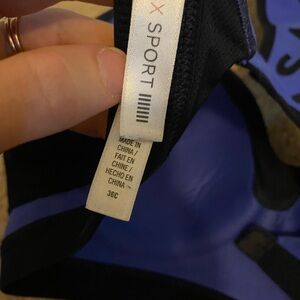 X SPORT
MADE IN
CHINA /
FAIT EN
CHINE /
HECHO EN
CHINA
36C